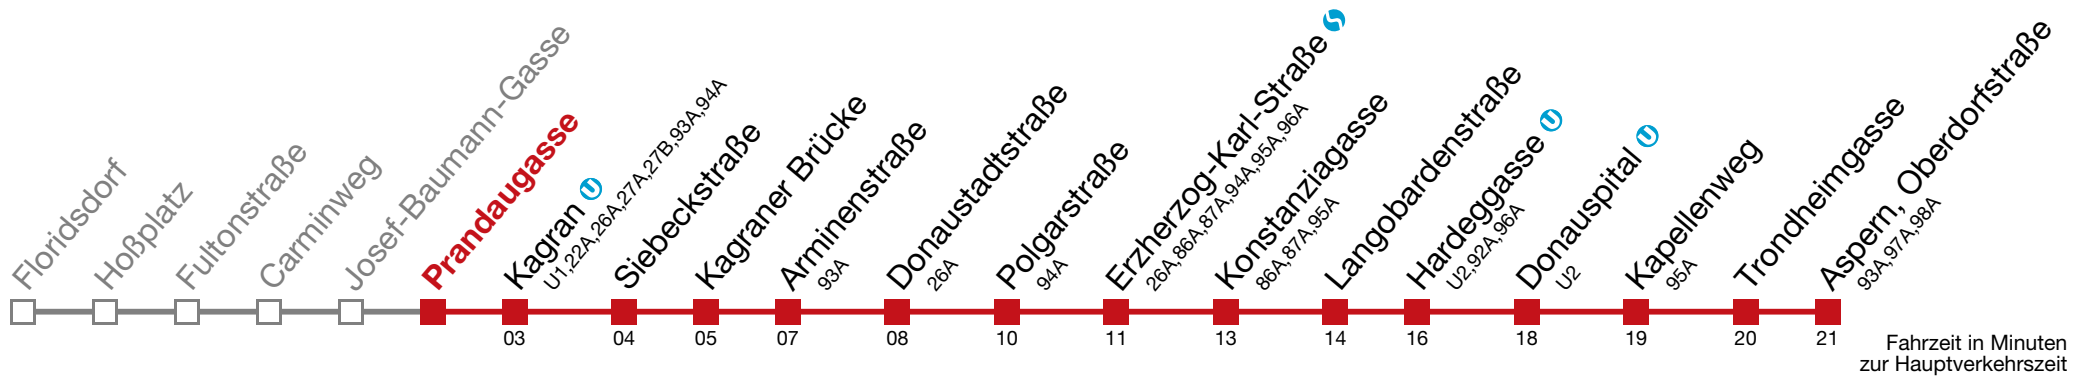 Floridsdorf
Hoßplatz
Fultonstraße
Carminweg
Josef-Baumann-Gasse
Prandaugasse
Kagran U
U1,22A,26A,27A,27B,93A,94A
Siebeckstraße
Kagraner Brücke
Arminenstraße
93A
Donaustadtstraße
26A
Polgarstraße
94A
Erzherzog-Karl-Straße S
26A,86A,87A,94A,95A,96A
Konstanziagasse
86A,87A,95A
Langobardenstraße
Hardeggasse U
U2,92A,96A
Donauspital U
U2
Kapellenweg
95A
Trondheimgasse
Aspern, Oberdorfstraße
93A,97A,98A
03 04 05 07 08 10 11 13 14 16 18 19 20 21
Fahrzeit in Minuten
zur Hauptverkehrszeit